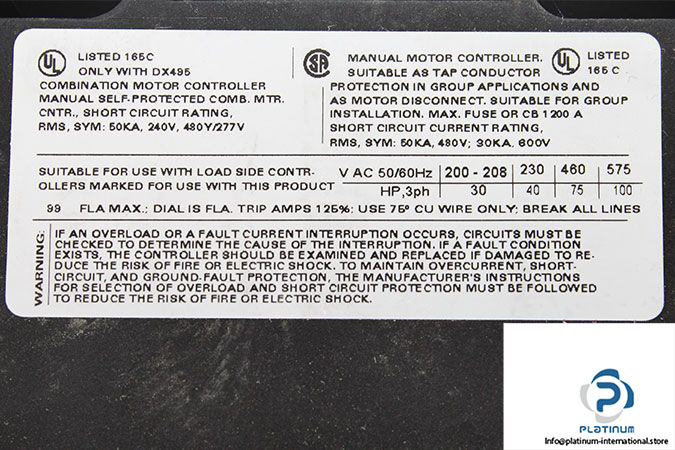 UL LISTED 165C
ONLY WITH DX495
COMBINATION MOTOR CONTROLLER
MANUAL SELF-PROTECTED COMB. MTR.
CNTR., SHORT CIRCUIT RATING,
RMS, SYM: 50KA, 240V, 480Y/277V
SA MANUAL MOTOR CONTROLLER. UL LISTED
SUITABLE AS TAP CONDUCTOR 165 C
PROTECTION IN GROUP APPLICATIONS AND
AS MOTOR DISCONNECT. SUITABLE FOR GROUP
INSTALLATION. MAX. FUSE OR CB 1200 A
SHORT CIRCUIT CURRENT RATING,
RMS, SYM: 50KA, 480V; 30KA, 600V
SUITABLE FOR USE WITH LOAD SIDE CONTR-
OLLERS MARKED FOR USE WITH THIS PRODUCT
V AC 50/60Hz 200 - 208 230 460 575
HP,3ph 30 40 75 100
99 FLA MAX.; DIAL IS FLA. TRIP AMPS 125%; USE 75º CU WIRE ONLY; BREAK ALL LINES
WARNING:
IF AN OVERLOAD OR A FAULT CURRENT INTERRUPTION OCCURS, CIRCUITS MUST BE
CHECKED TO DETERMINE THE CAUSE OF THE INTERRUPTION. IF A FAULT CONDITION
EXISTS, THE CONTROLLER SHOULD BE EXAMINED AND REPLACED IF DAMAGED TO RE-
DUCE THE RISK OF FIRE OR ELECTRIC SHOCK. TO MAINTAIN OVERCURRENT, SHORT-
CIRCUIT, AND GROUND-FAULT PROTECTION, THE MANUFACTURER'S INSTRUCTIONS
FOR SELECTION OF OVERLOAD AND SHORT CIRCUIT PROTECTION MUST BE FOLLOWED
TO REDUCE THE RISK OF FIRE OR ELECTRIC SHOCK.
PLATINUM
Info@platinum-international.store